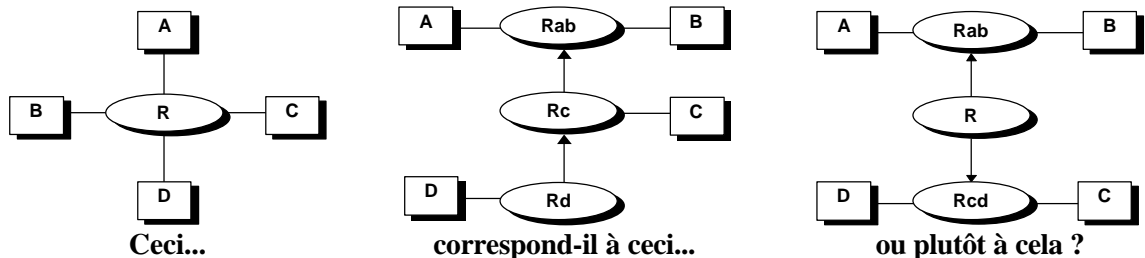 A
B R C
D
Ceci...
A Rab B
Rc C
D Rd
correspond-il à ceci...
A Rab B
R
D Rcd C
ou plutôt à cela ?